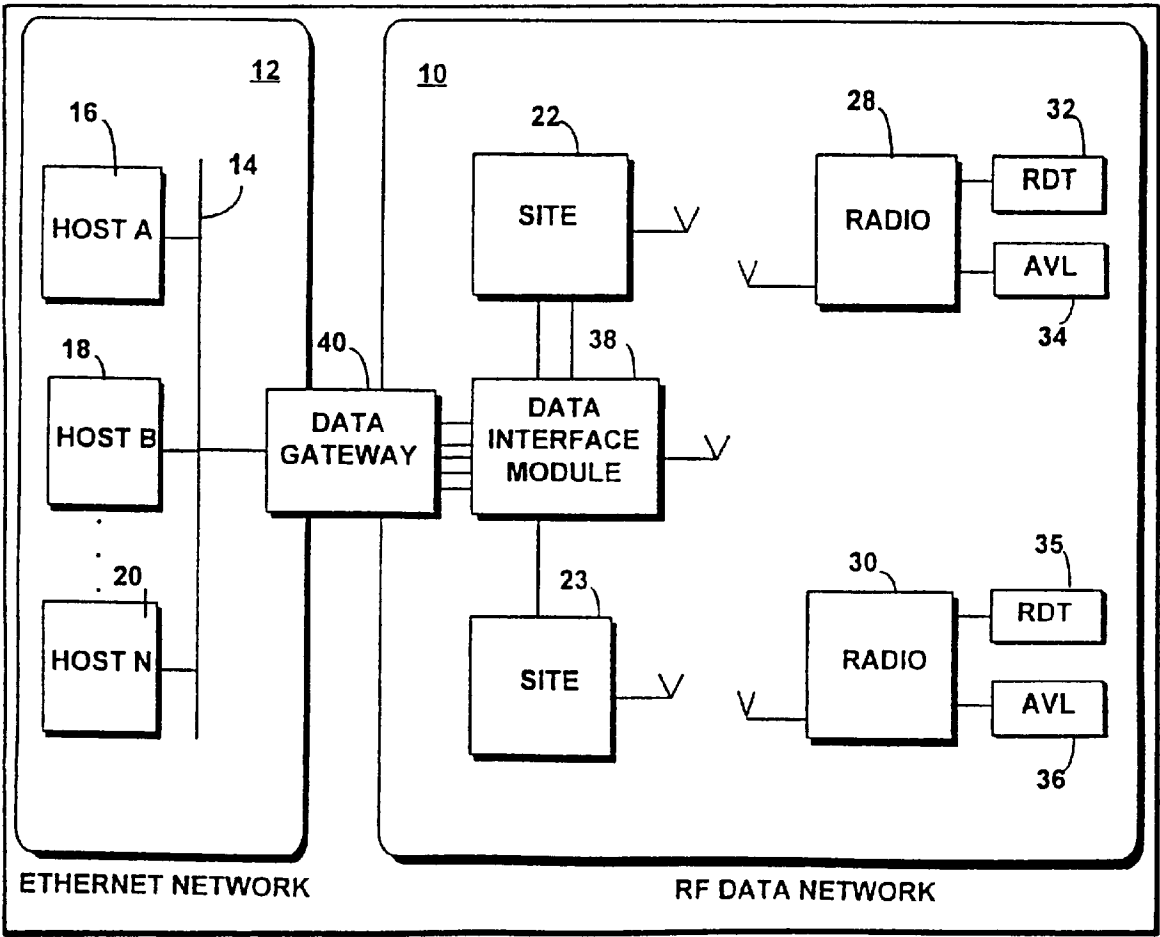 12
10
16
14
HOST A
22
SITE
28
RADIO
32
RDT
AVL
34
18
HOST B
40
DATA
GATEWAY
38
DATA
INTERFACE
MODULE
20
HOST N
23
SITE
30
RADIO
35
RDT
AVL
36
ETHERNET NETWORK
RF DATA NETWORK